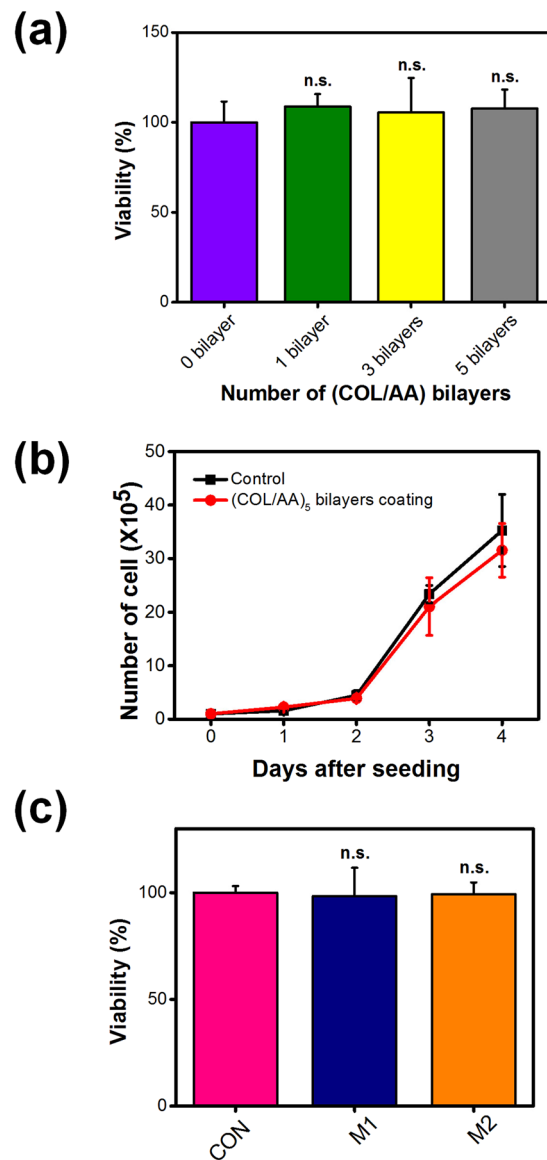 (a)
150
100
50
0
Viability (%)
n.s.
n.s.
n.s.
0 bilayer
1 bilayer
3 bilayers
5 bilayers
Number of (COL/AA) bilayers
(b)
50
40
30
20
10
0
Number of cell (X10⁵)
Control
(COL/AA)₅ bilayers coating
0 1 2 3 4
Days after seeding
(c)
100
50
0
Viability (%)
n.s.
n.s.
CON
M1
M2